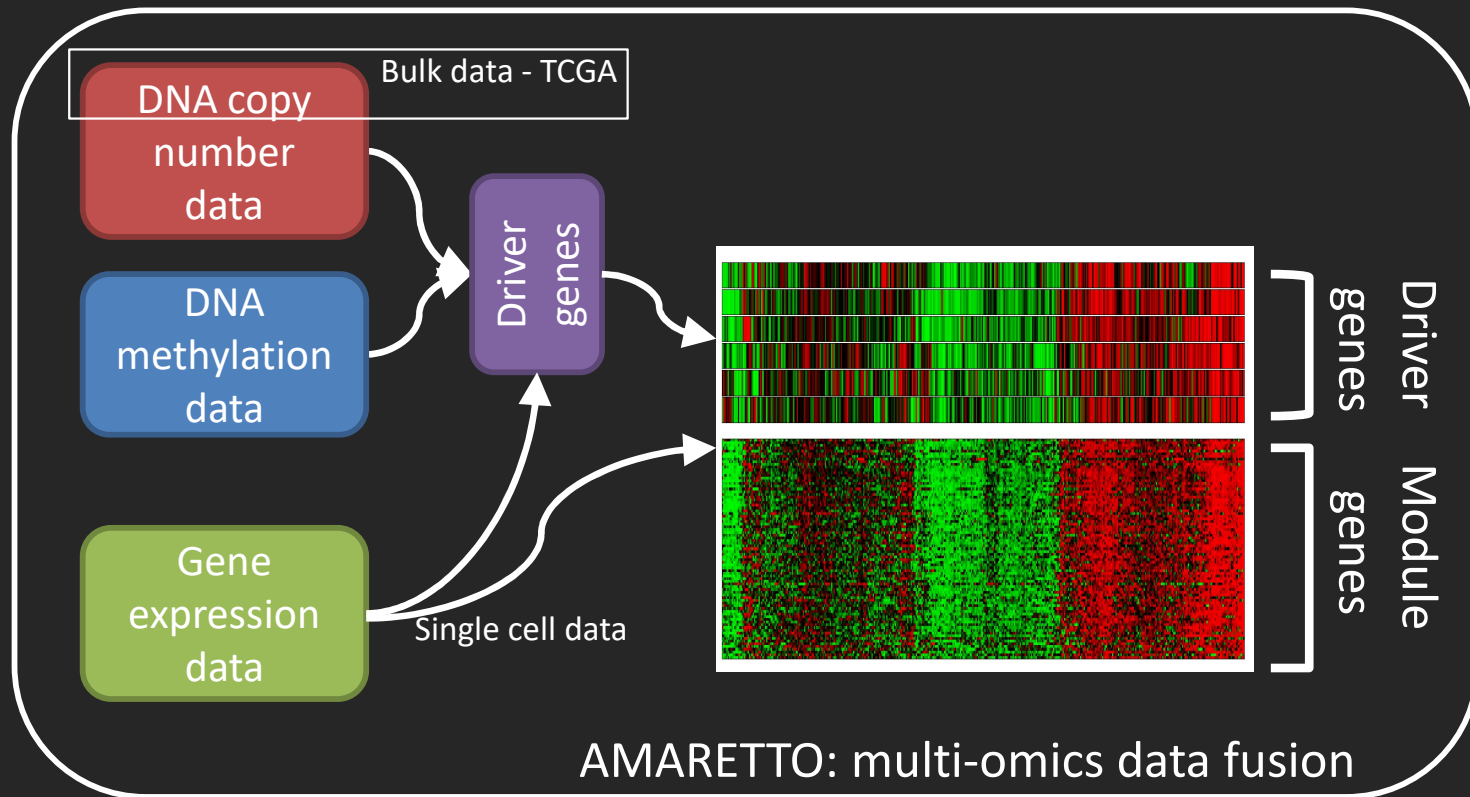 Bulk data - TCGA
DNA copy
number
data
DNA
methylation
data
Gene
expression
data
Driver
genes
Single cell data
Driver
genes
Module
genes
AMARETTO: multi-omics data fusion